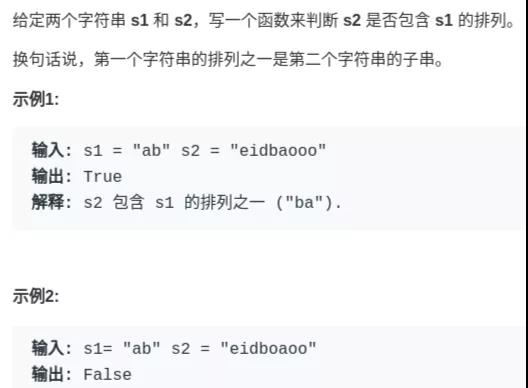 给定两个字符串 s1 和 s2，写一个函数来判断 s2 是否包含 s1 的排列。
换句话说，第一个字符串的排列之一是第二个字符串的子串。
示例1:
输入: s1 = "ab" s2 = "eidbaooo"
输出: True
解释: s2 包含 s1 的排列之一 ("ba").
示例2:
输入: s1= "ab" s2 = "eidboaoo"
输出: False